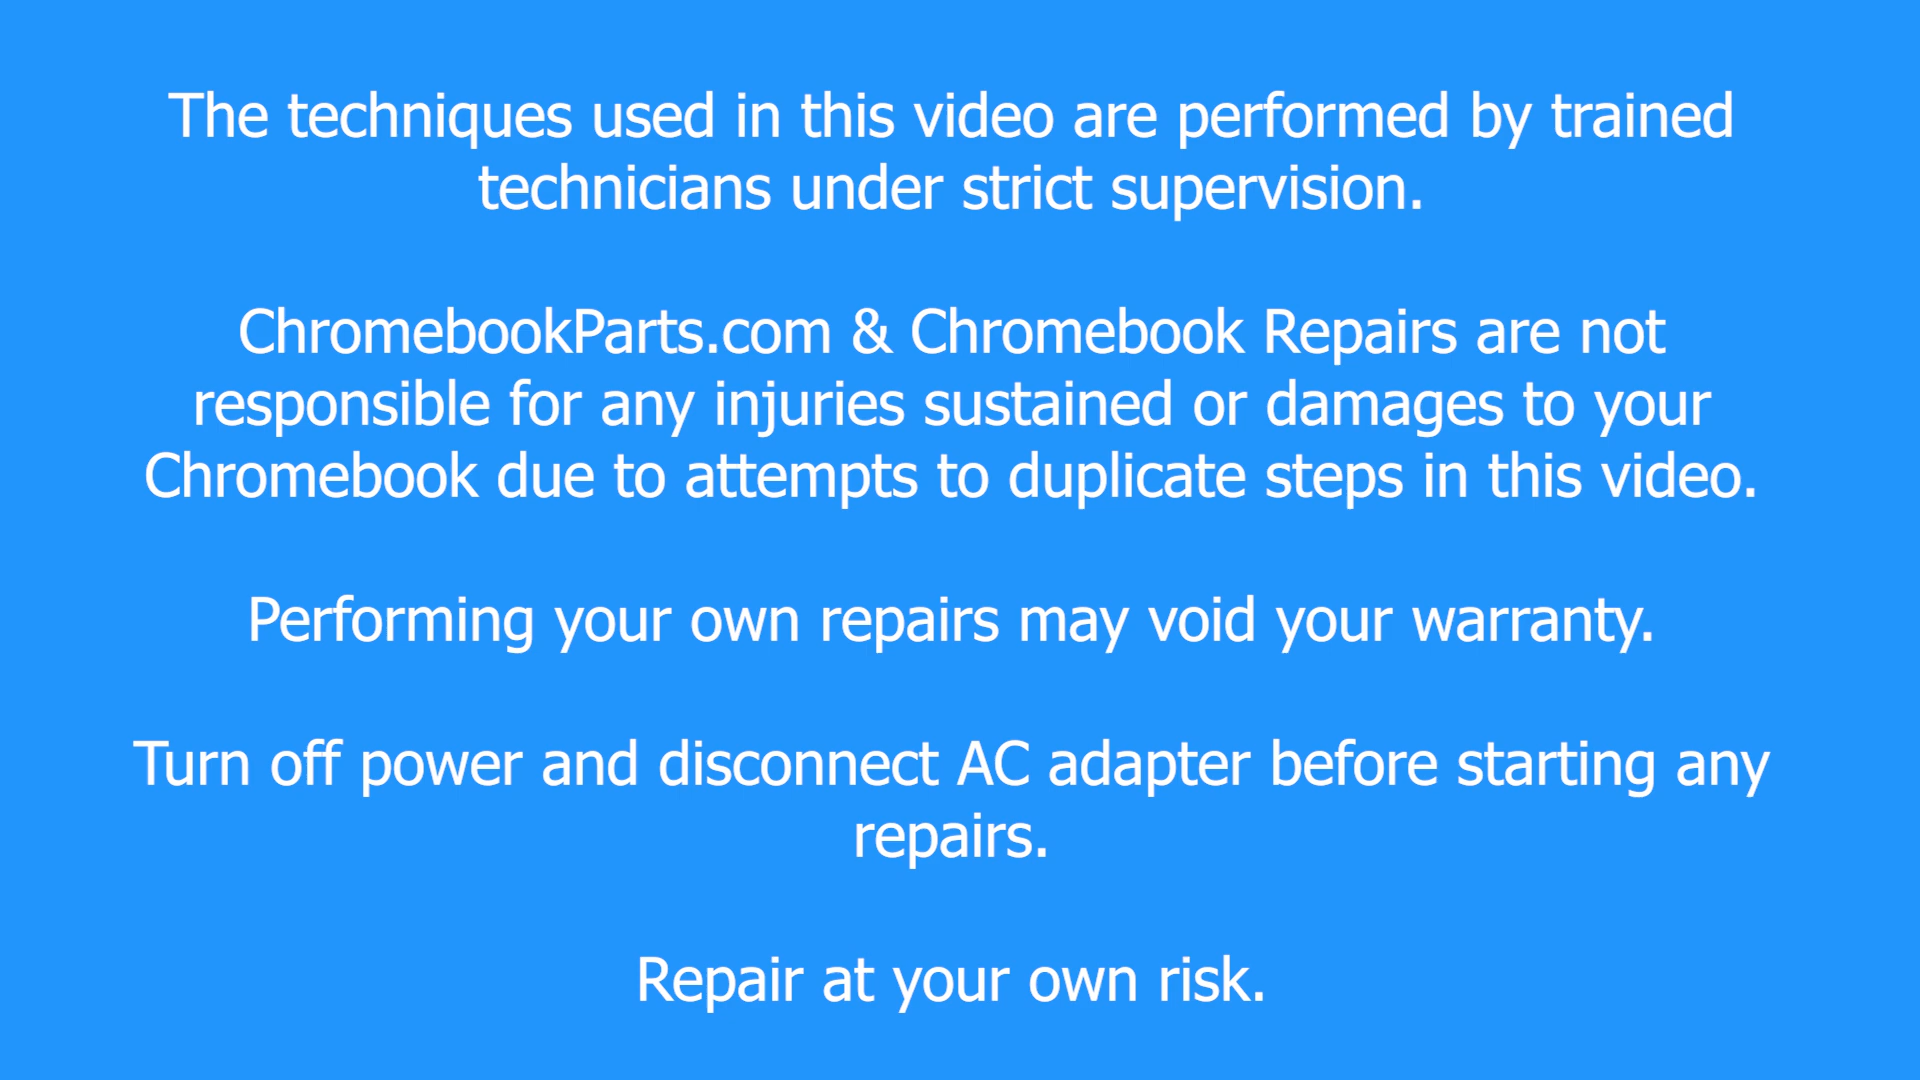 The techniques used in this video are performed by trained
technicians under strict supervision.
ChromebookParts.com & Chromebook Repairs are not
responsible for any injuries sustained or damages to your
Chromebook due to attempts to duplicate steps in this video.
Performing your own repairs may void your warranty.
Turn off power and disconnect AC adapter before starting any
repairs.
Repair at your own risk.